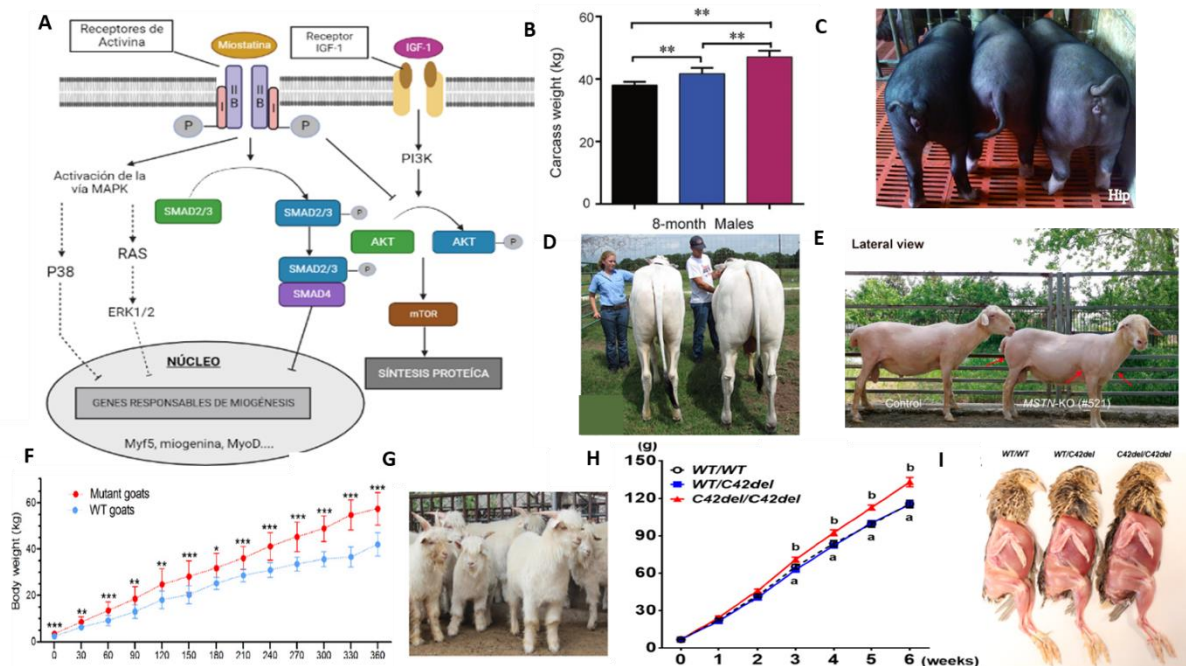 A
Receptores de
Activina
Miostatina
Receptor
IGF-1
IGF-1
II
B
I
II
B
I
P
P
Activación de la
vía MAPK
PI3K
SMAD2/3
SMAD2/3
P
AKT
AKT
P
P38
RAS
SMAD2/3
P
SMAD4
ERK1/2
mTOR
NÚCLEO
SÍNTESIS PROTEÍCA
GENES RESPONSABLES DE MIOGÉNESIS
Myf5, miogenina, MyoD....
B
**
**
**
Carcass weight (kg)
60
40
20
0
8-month Males
C
Hip
D
E
Lateral view
Control
MSTN-KO (#521)
F
Mutant goats
WT goats
Body weight (kg)
60
40
20
0
***
**
***
**
**
***
*
***
***
***
***
***
***
0 30 60 90 120 150 180 210 240 270 300 330 360
G
H
(g)
150
120
90
60
30
0
WT/WT
WT/C42del
C42del/C42del
b
b
b
b
a
a
a
a
0 1 2 3 4 5 6 (weeks)
I
WT/WT
WT/C42del
C42del/C42del